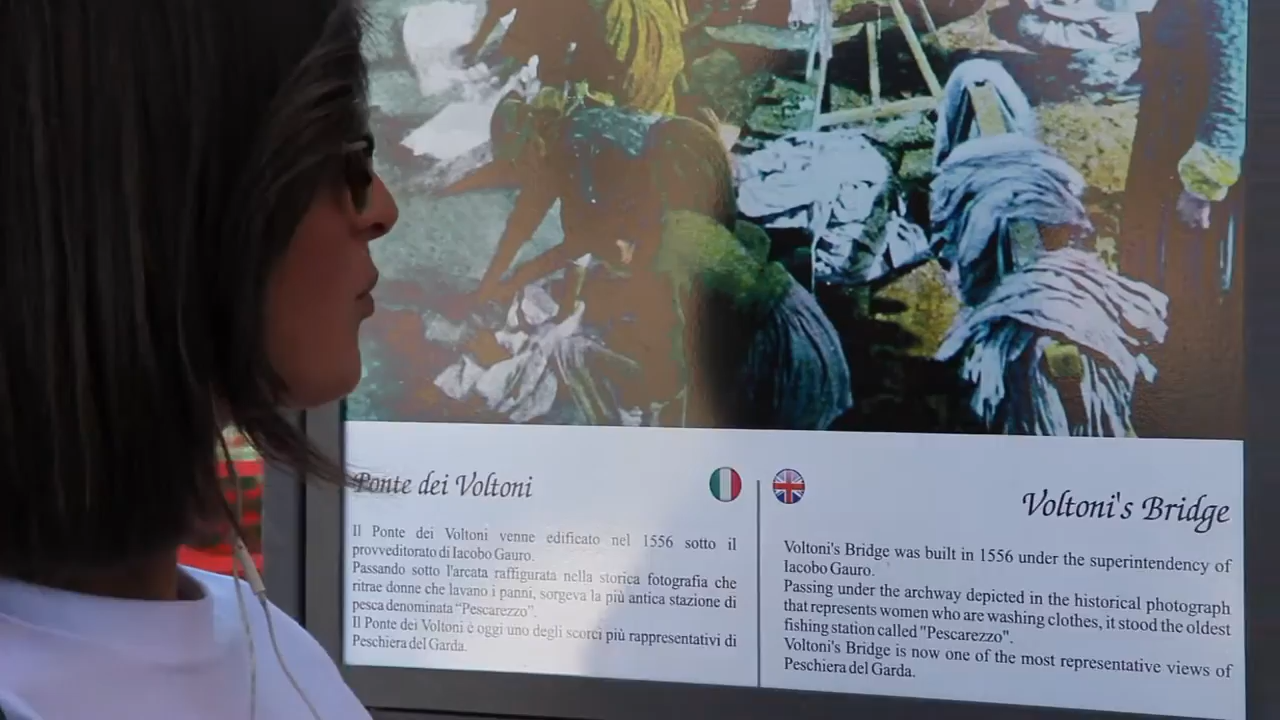 Ponte dei Voltoni
Il Ponte dei Voltoni venne edificato nel 1556 sotto il
provveditorato di Iacobo Gauro.
Passando sotto l'arcata raffigurata nella storica fotografia che
ritrae donne che lavano i panni, sorgeva la più antica stazione di
pesca denominata “Pescarezzo”.
Il Ponte dei Voltoni è oggi uno degli scorci più rappresentativi di
Peschiera del Garda.
Voltoni's Bridge
Voltoni's Bridge was built in 1556 under the superintendency of
Iacobo Gauro.
Passing under the archway depicted in the historical photograph
that represents women who are washing clothes, it stood the oldest
fishing station called "Pescarezzo".
Voltoni's Bridge is now one of the most representative views of
Peschiera del Garda.